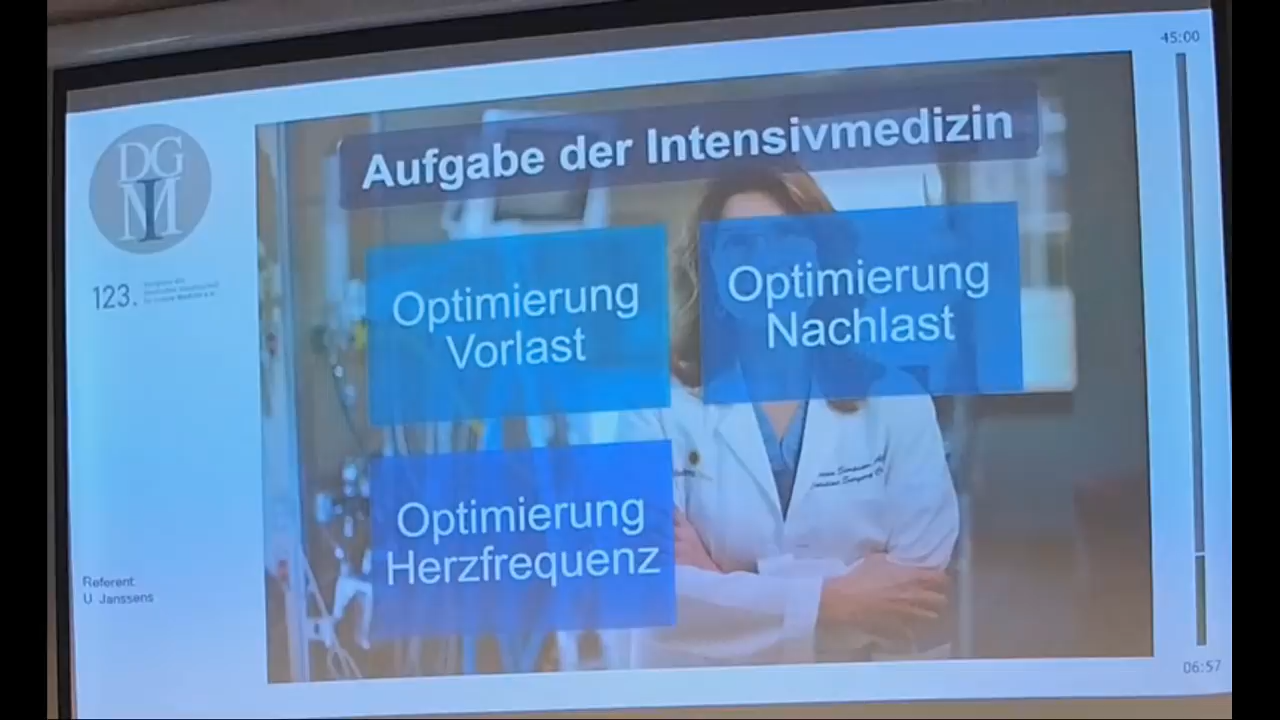 45:00
DG
IM
Aufgabe der Intensivmedizin
Optimierung
Vorlast
Optimierung
Nachlast
123.
Optimierung
Herzfrequenz
Referent
U Janssens
06:57